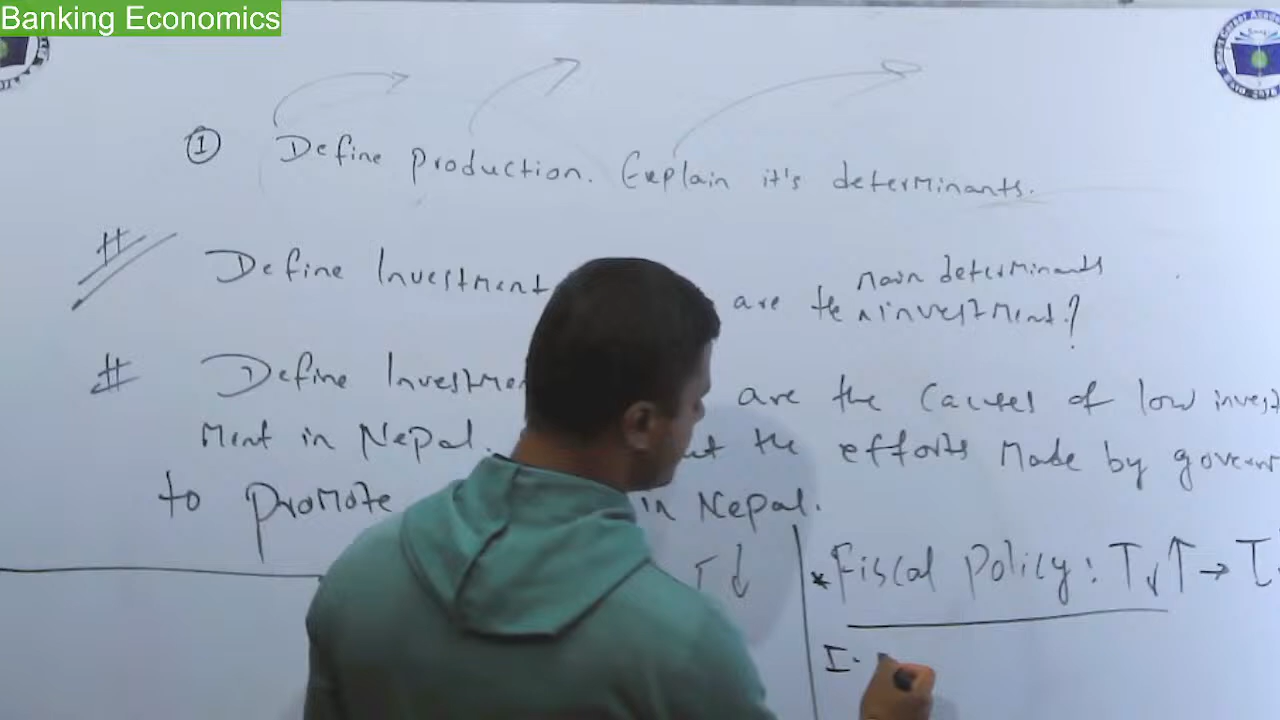 Banking Economics
① Define production. Explain it's determinants.
# Define Investment are the main determinants
investment?
# Define Investme are the causes of low invest
ment in Nepal. the efforts made by govern
to promote in Nepal.
I↓
* Fiscal Policy: T↓↑ →
I.